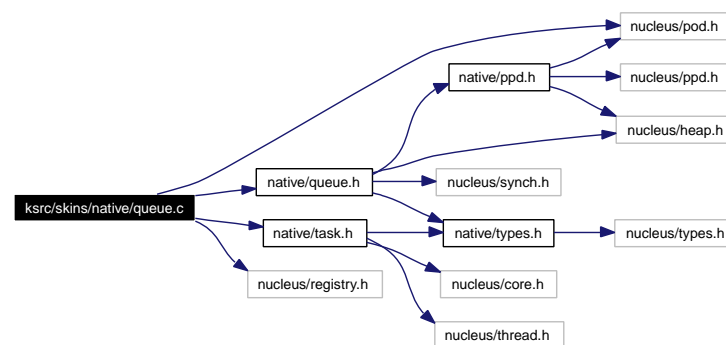 nucleus/pod.h
native/ppd.h
nucleus/ppd.h
nucleus/heap.h
native/queue.h
nucleus/synch.h
ksrc/skins/native/queue.c
native/task.h
native/types.h
nucleus/types.h
nucleus/registry.h
nucleus/core.h
nucleus/thread.h